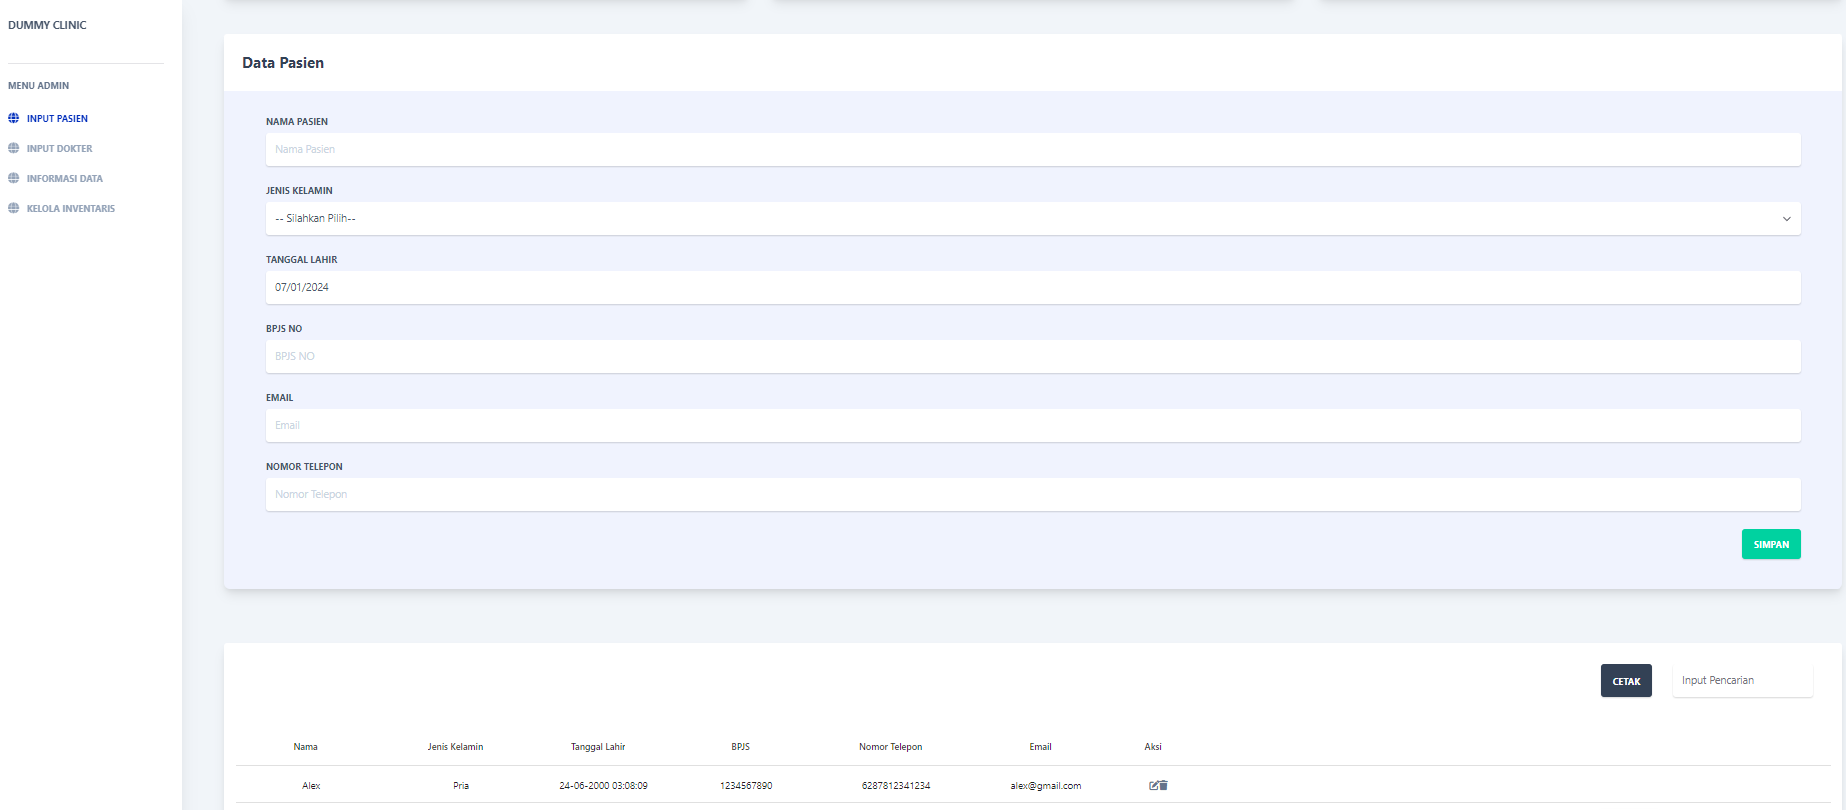 DUMMY CLINIC
MENU ADMIN
INPUT PASIEN
INPUT DOKTER
INFORMASI DATA
KELOLA INVENTARIS
Data Pasien
NAMA PASIEN
Nama Pasien
JENIS KELAMIN
-- Silahkan Pilih--
TANGGAL LAHIR
07/01/2024
BPJS NO
BPJS NO
EMAIL
Email
NOMOR TELEPON
Nomor Telepon
SIMPAN
CETAK Input Pencarian
Nama Jenis Kelamin Tanggal Lahir BPJS Nomor Telepon Email Aksi
Alex Pria 24-06-2000 03:08:09 1234567890 6287812341234 alex@gmail.com